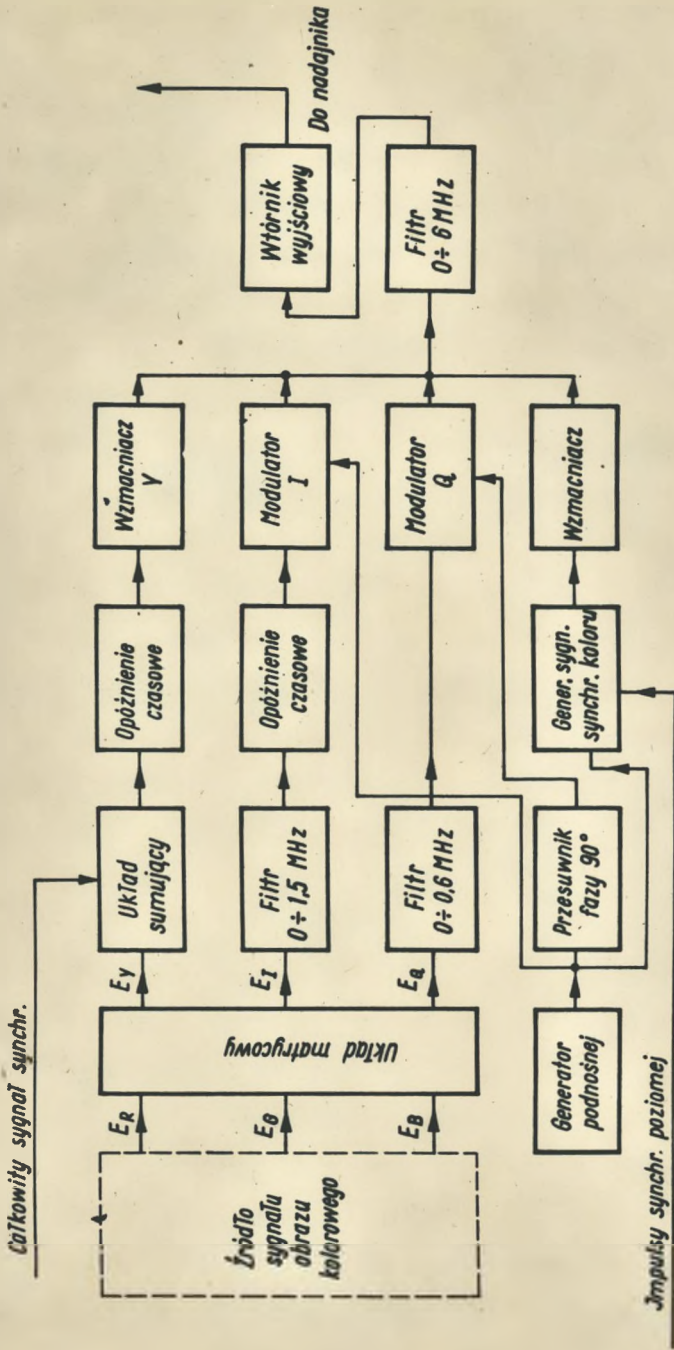 Całkowity sygnał synchr.
Źródło
sygnału
obrazu
kolorowego
E_R
E_G
E_B
Układ matrycowy
E_Y
E_I
E_Q
Układ
sumujący
Opóźnienie
czasowe
Wzmacniacz
Y
Filtr
0÷1,5 MHz
Opóźnienie
czasowe
Modulator
I
Filtr
0÷0,6 MHz
Modulator
Q
Generator
podnośnej
Przesuwnik
fazy 90°
Gener. sygn.
synchr. koloru
Wzmacniacz
Filtr
0÷6 MHz
Wtórnik
wyjściowy
Do nadajnika
Impulsy synchr. poziomej